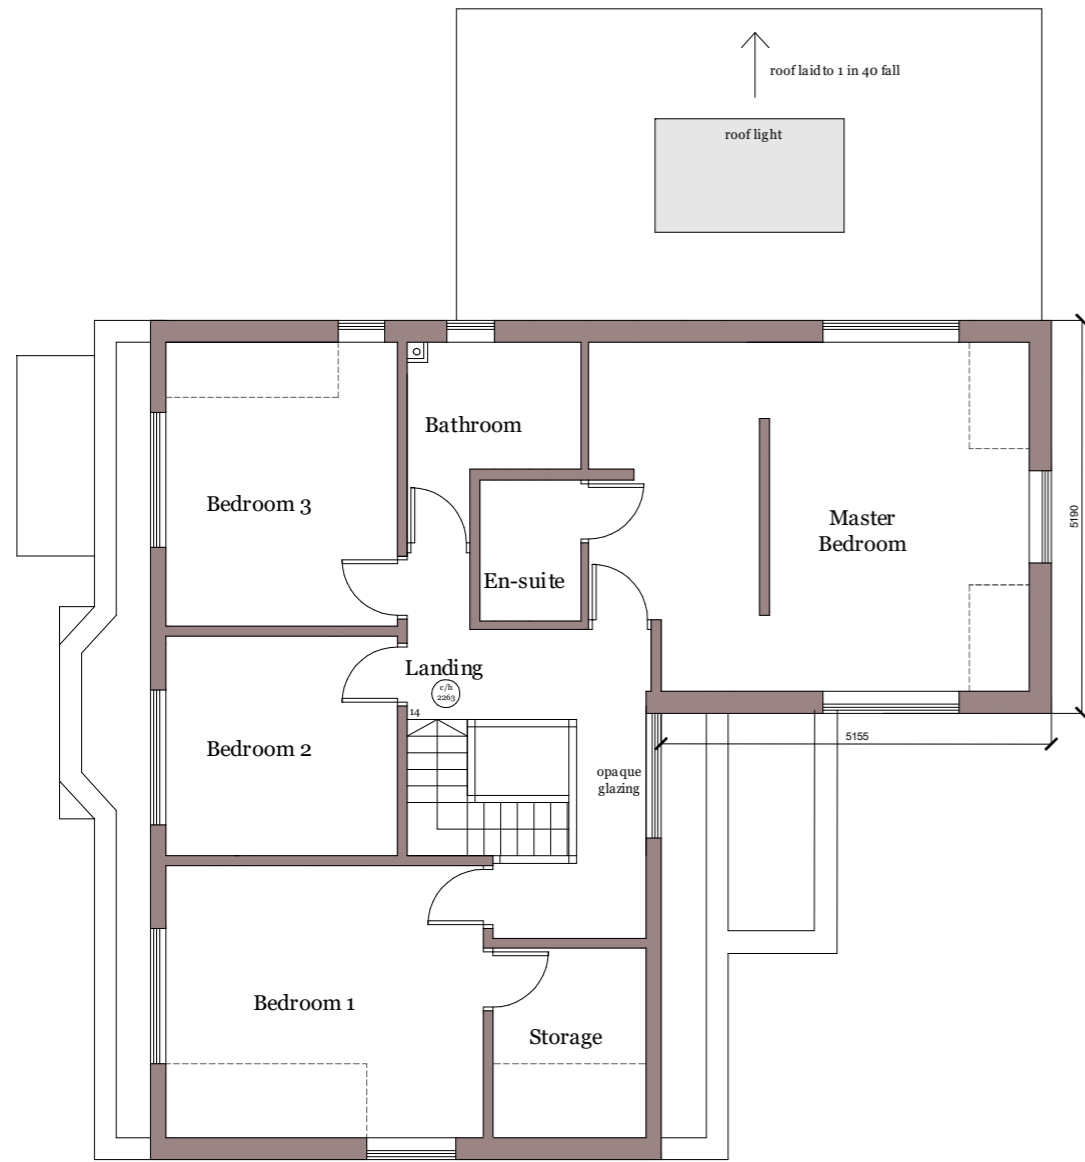 roof laid to 1 in 40 fall
roof light
Bathroom
Bedroom 3
Master
Bedroom
5190
En-suite
Landing
c/h
2263
14
Bedroom 2
5155
opaque
glazing
Bedroom 1
Storage